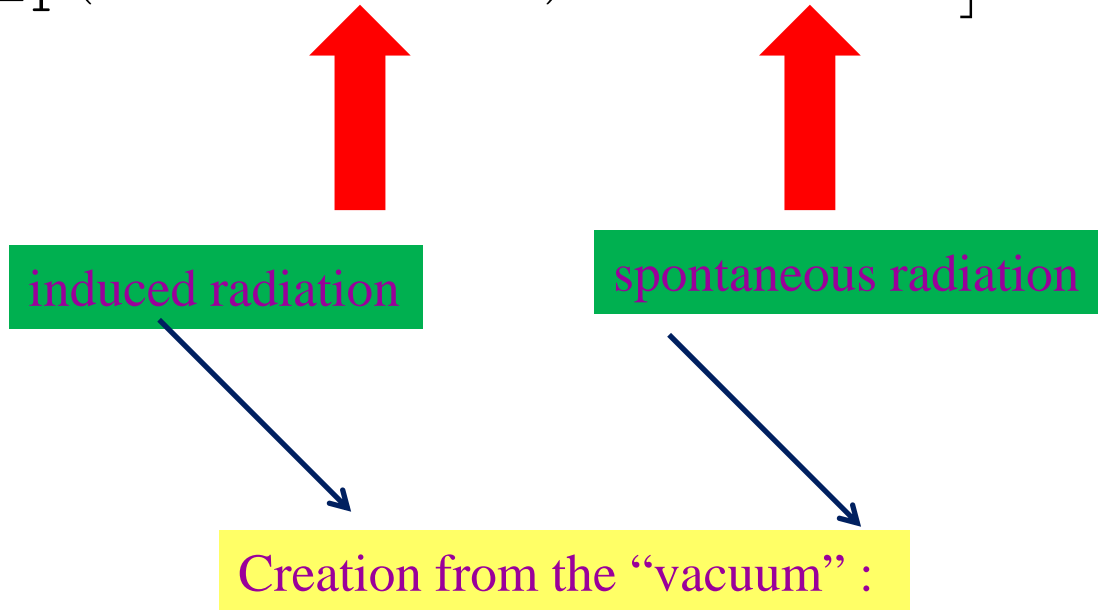 induced radiation
spontaneous radiation
Creation from the “vacuum” :